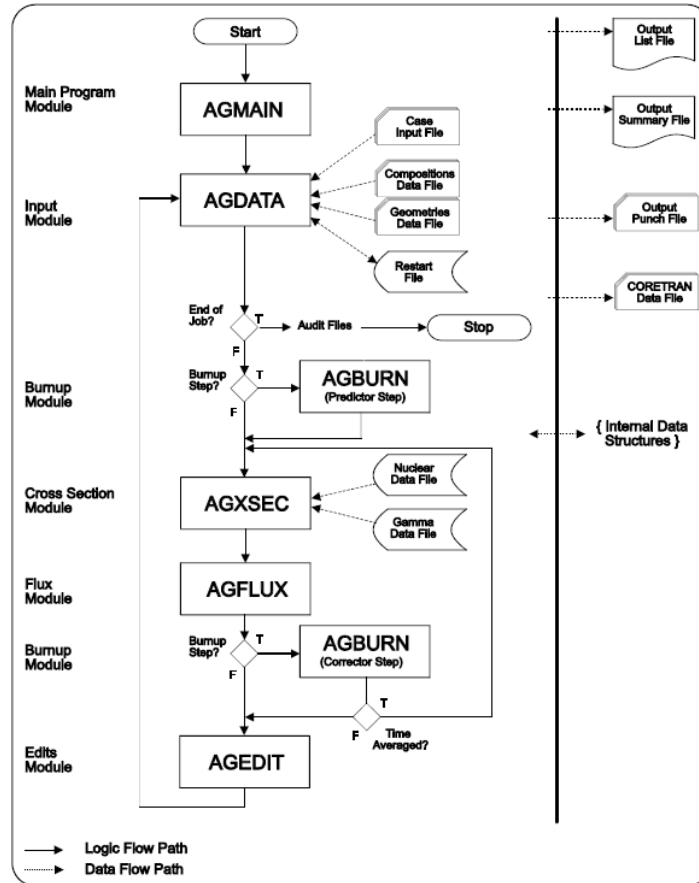 Start
Output
List File
Main Program
Module
AGMAIN
Case
Input File
Output
Summary File
Input
Module
AGDATA
Compositions
Data File
Geometries
Data File
Output
Punch File
Restart
File
CORETRAN
Data File
End of
Job?
T
Audit Files
Stop
F
Burnup
Module
Burnup
Step?
T
AGBURN
(Predictor Step)
F
{ Internal Data
Structures }
Cross Section
Module
AGXSEC
Nuclear
Data File
Gamma
Data File
Flux
Module
AGFLUX
Burnup
Module
Burnup
Step?
T
AGBURN
(Corrector Step)
F
T
F
Time
Averaged?
Edits
Module
AGEDIT
Logic Flow Path
Data Flow Path